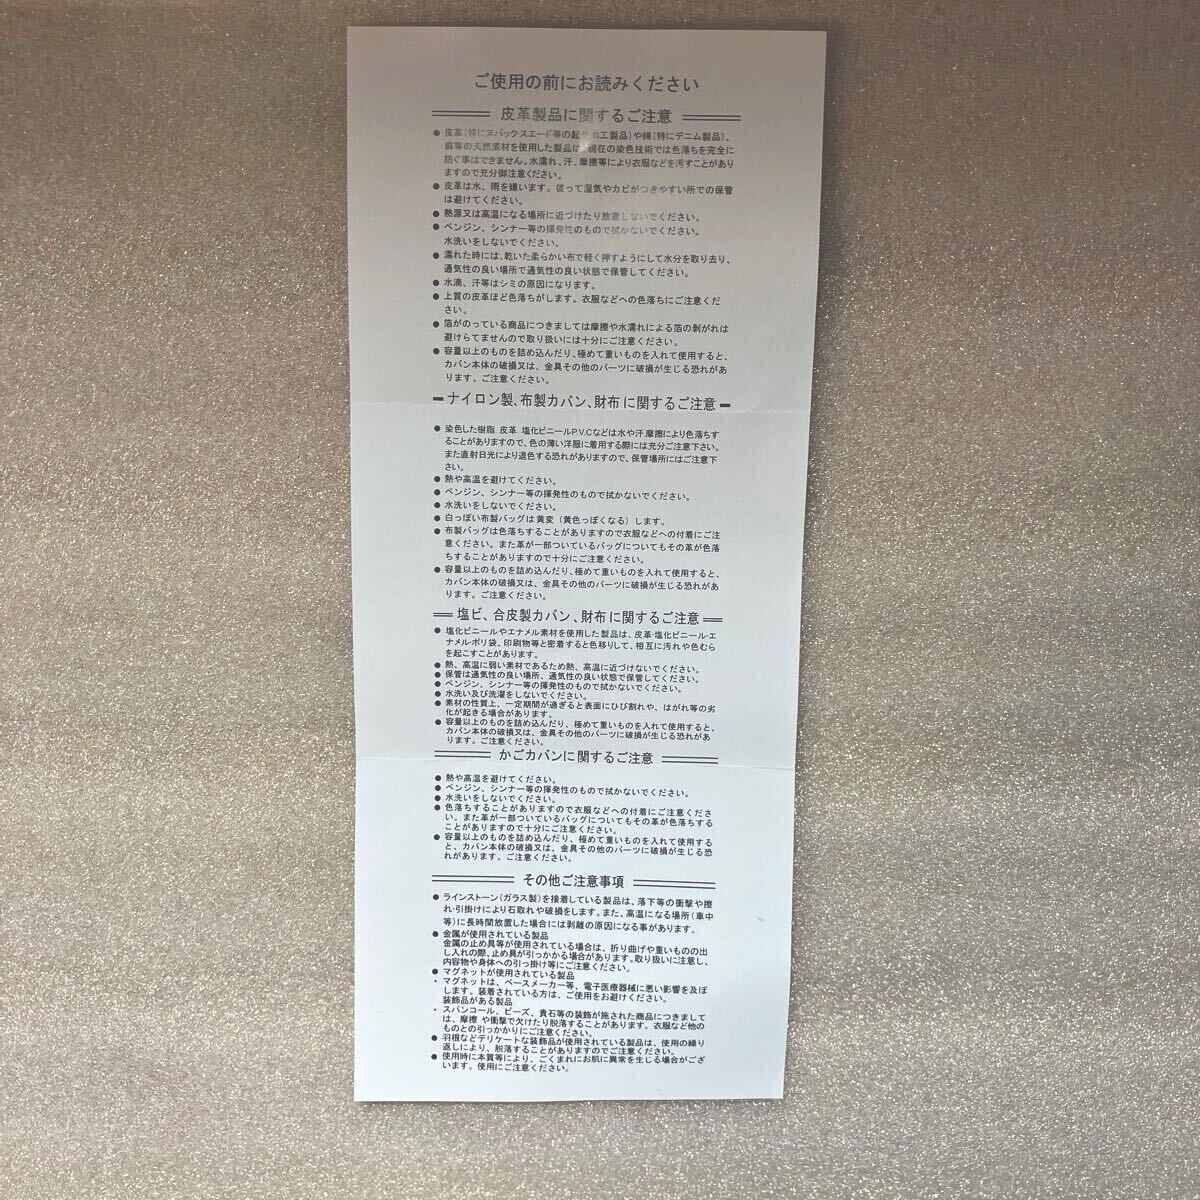 ご使用の前にお読みください
皮革製品に関するご注意
● 皮革(特にヌバック・スエード等の起 加工製品)や綿(特にデニム製品)、
麻等の天然素材を使用した製品は 現在の染色技術では色落ちを完全に
防ぐ事はできません。水濡れ、汗、摩擦等により衣服などを汚すことがあり
ますので充分御注意ください。
● 皮革は水、雨を嫌います。従って湿気やカビがつきやすい所での保管
は避けてください。
● 熱源又は高温になる場所に近づけたり放置しないでください。
● ベンジン、シンナー等の揮発性のもので拭かないでください。
水洗いをしないでください。
● 濡れた時には、乾いた柔らかい布で軽く押すようにして水分を取り去り、
通気性の良い場所で通気性の良い状態で保管してください。
● 水滴、汗等はシミの原因になります。
● 上質の皮革ほど色落ちがします。衣服などへの色落ちにご注意くだ
さい。
● 箔がのっている商品につきましては摩擦や水濡れによる箔の剥がれは
避けらてませんので取り扱いには十分にご注意ください。
● 容量以上のものを詰め込んだり、極めて重いものを入れて使用すると、
カバン本体の破損又は、金具その他のパーツに破損が生じる恐れがあ
ります。ご注意ください。
ナイロン製、布製カバン、財布に関するご注意
● 染色した樹脂. 皮革. 塩化ビニールP.V.Cなどは水や汗.摩擦により色落ちす
ることがありますので、色の薄い洋服に着用する際には充分ご注意下さい。
また直射日光により退色する恐れがありますので、保管場所にはご注意下
さい。
● 熱や高温を避けてください。
● ベンジン、シンナー等の揮発性のもので拭かないでください。
● 水洗いをしないでください。
● 白っぽい布製バッグは黄変(黄色っぽくなる)します。
● 布製バッグは色落ちすることがありますので衣服などへの付着にご注
意ください。また革が一部ついているバッグについてもその革が色落
ちすることがありますので十分にご注意ください。
● 容量以上のものを詰め込んだり、極めて重いものを入れて使用すると、
カバン本体の破損又は、金具その他のパーツに破損が生じる恐れがあ
ります。ご注意ください。
塩ビ、合皮製カバン、財布に関するご注意
● 塩化ビニールやエナメル素材を使用した製品は、皮革・塩化ビニール・エ
ナメル・ポリ袋、印刷物等と密着すると色移りして、相互に汚れや色むら
を起こすことがあります。
● 熱、高温に弱い素材であるため熱、高温に近づけないでください。
● 保管は通気性の良い場所、通気性の良い状態で保管してください。
● ベンジン、シンナー等の揮発性のもので拭かないでください。
● 水洗い及び洗濯をしないでください。
● 素材の性質上、一定期間が過ぎると表面にひび割れや、はがれ等の劣
化が起きる場合があります。
● 容量以上のものを詰め込んだり、極めて重いものを入れて使用すると、
カバン本体の破損又は、金具その他のパーツに破損が生じる恐れがあ
ります。ご注意ください。
かごカバンに関するご注意
● 熱や高温を避けてください。
● ベンジン、シンナー等の揮発性のもので拭かないでください。
● 水洗いをしないでください。
● 色落ちすることがありますので衣服などへの付着にご注意くださ
い。また革が一部ついているバッグについてもその革が色落ちする
ことがありますので十分にご注意ください。
● 容量以上のものを詰め込んだり、極めて重いものを入れて使用する
と、カバン本体の破損又は、金具その他のパーツに破損が生じる恐
れがあります。ご注意ください。
その他ご注意事項
● ラインストーン(ガラス製)を接着している製品は、落下等の衝撃や擦
れ・引掛けにより石取れや破損をします。また、高温になる場所(車中
等)に長時間放置した場合には剥離の原因になる事があります。
● 金属が使用されている製品
金属の止め具等が使用されている場合は、折り曲げや重いものの出
し入れの際、止め具が引っかかる場合があります。取り扱いに注意し、
内容物や身体への引っ掛け等にご注意ください。
● マグネットが使用されている製品
・ マグネットは、ペースメーカー等、電子医療器械に悪い影響を及ぼ
します。装着されている方は、ご使用をお避けください。
装飾品がある製品
・ スパンコール、ビーズ、貴石等の装飾が施された商品につきまして
は、摩擦 や衝撃で欠けたり脱落することがあります。衣服など他の
ものとの引っかかりにご注意ください。
● 羽根などデリケートな装飾品が使用されている製品は、使用の繰り
返しにより、脱落することがありますのでご注意ください。
● 使用時に本質等により、ごくまれにお肌に異常を生じる場合がござ
います。使用にご注意ください。